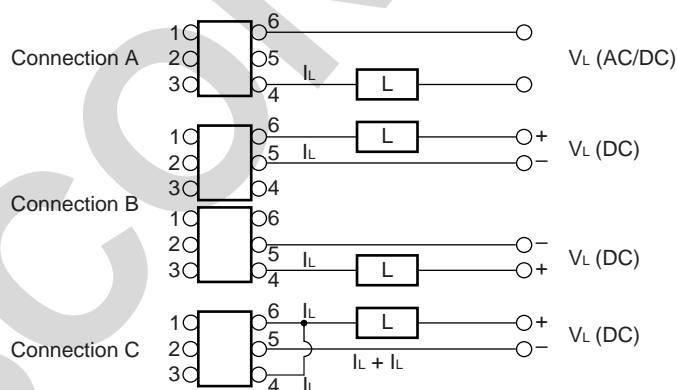 1 6
Connection A 2 5 VL (AC/DC)
3 4 IL L
1 6 L + VL (DC)
2 5 IL −
3 4
Connection B
1 6
2 5 −
3 4 IL L + VL (DC)
1 6 IL L + VL (DC)
Connection C 2 5 IL + IL −
3 4 IL